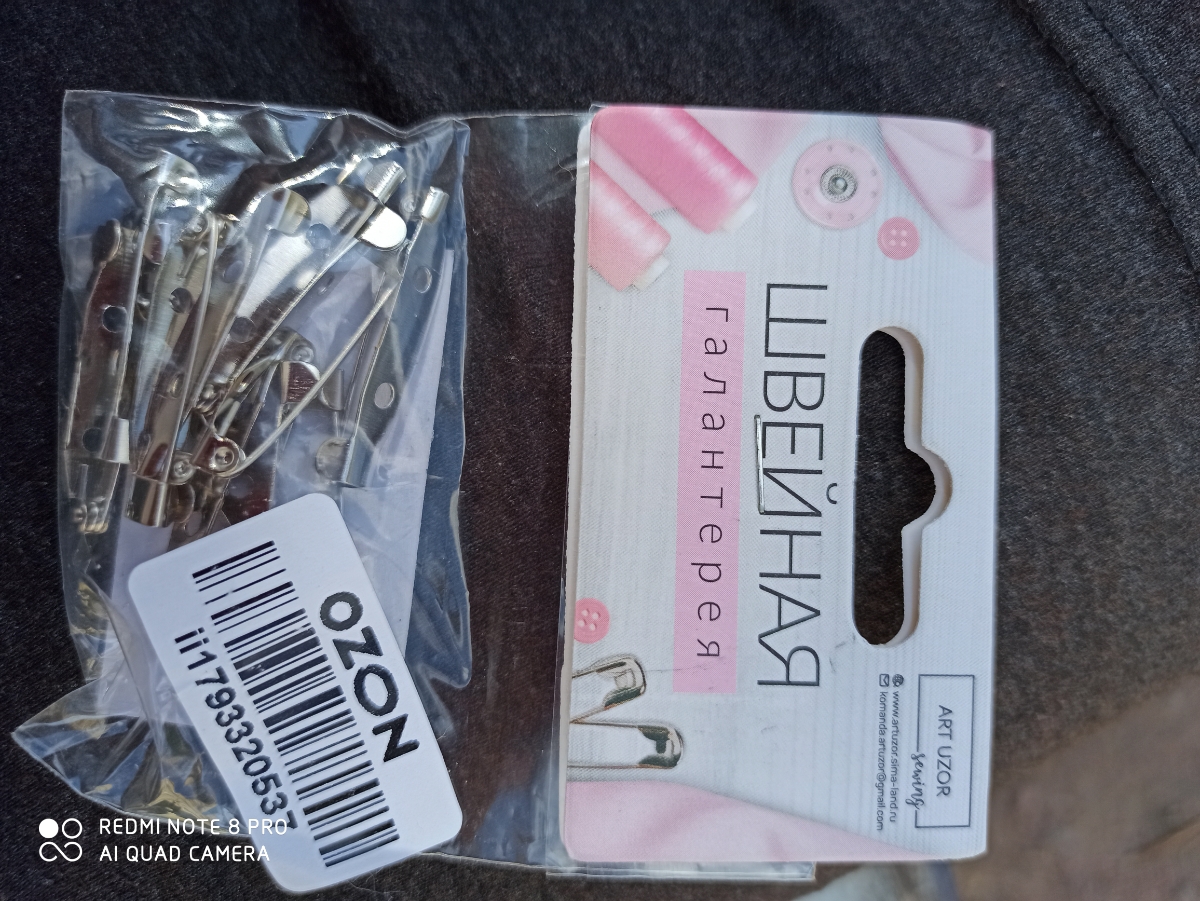 ART UZOR
sewing
www.artuzor.sima-land.ru
komanda.artuzor@gmail.com
ШВЕЙНАЯ
галантерея
OZON
ii1793320537
REDMI NOTE 8 PRO
AI QUAD CAMERA